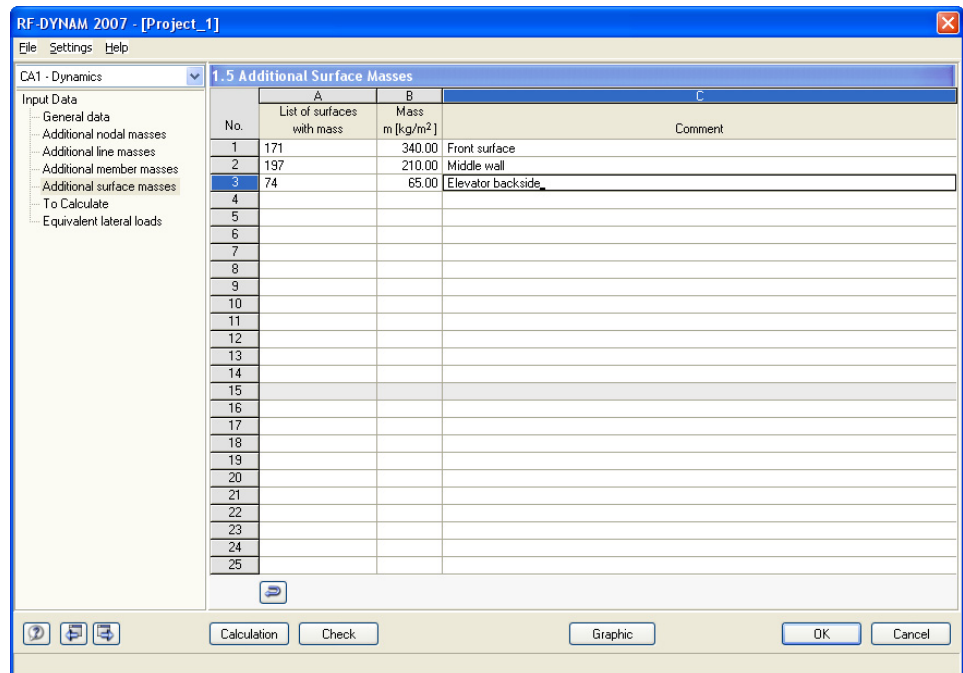 RF-DYNAM 2007 - [Project_1]
File Settings Help
CA1 - Dynamics
1.5 Additional Surface Masses
Input Data
General data
Additional nodal masses
Additional line masses
Additional member masses
Additional surface masses
To Calculate
Equivalent lateral loads
A B C
No. List of surfaces with mass Mass m [kg/m²] Comment
1 171 340.00 Front surface
2 197 210.00 Middle wall
3 74 65.00 Elevator backside_
4
5
6
7
8
9
10
11
12
13
14
15
16
17
18
19
20
21
22
23
24
25
Calculation Check Graphic OK Cancel